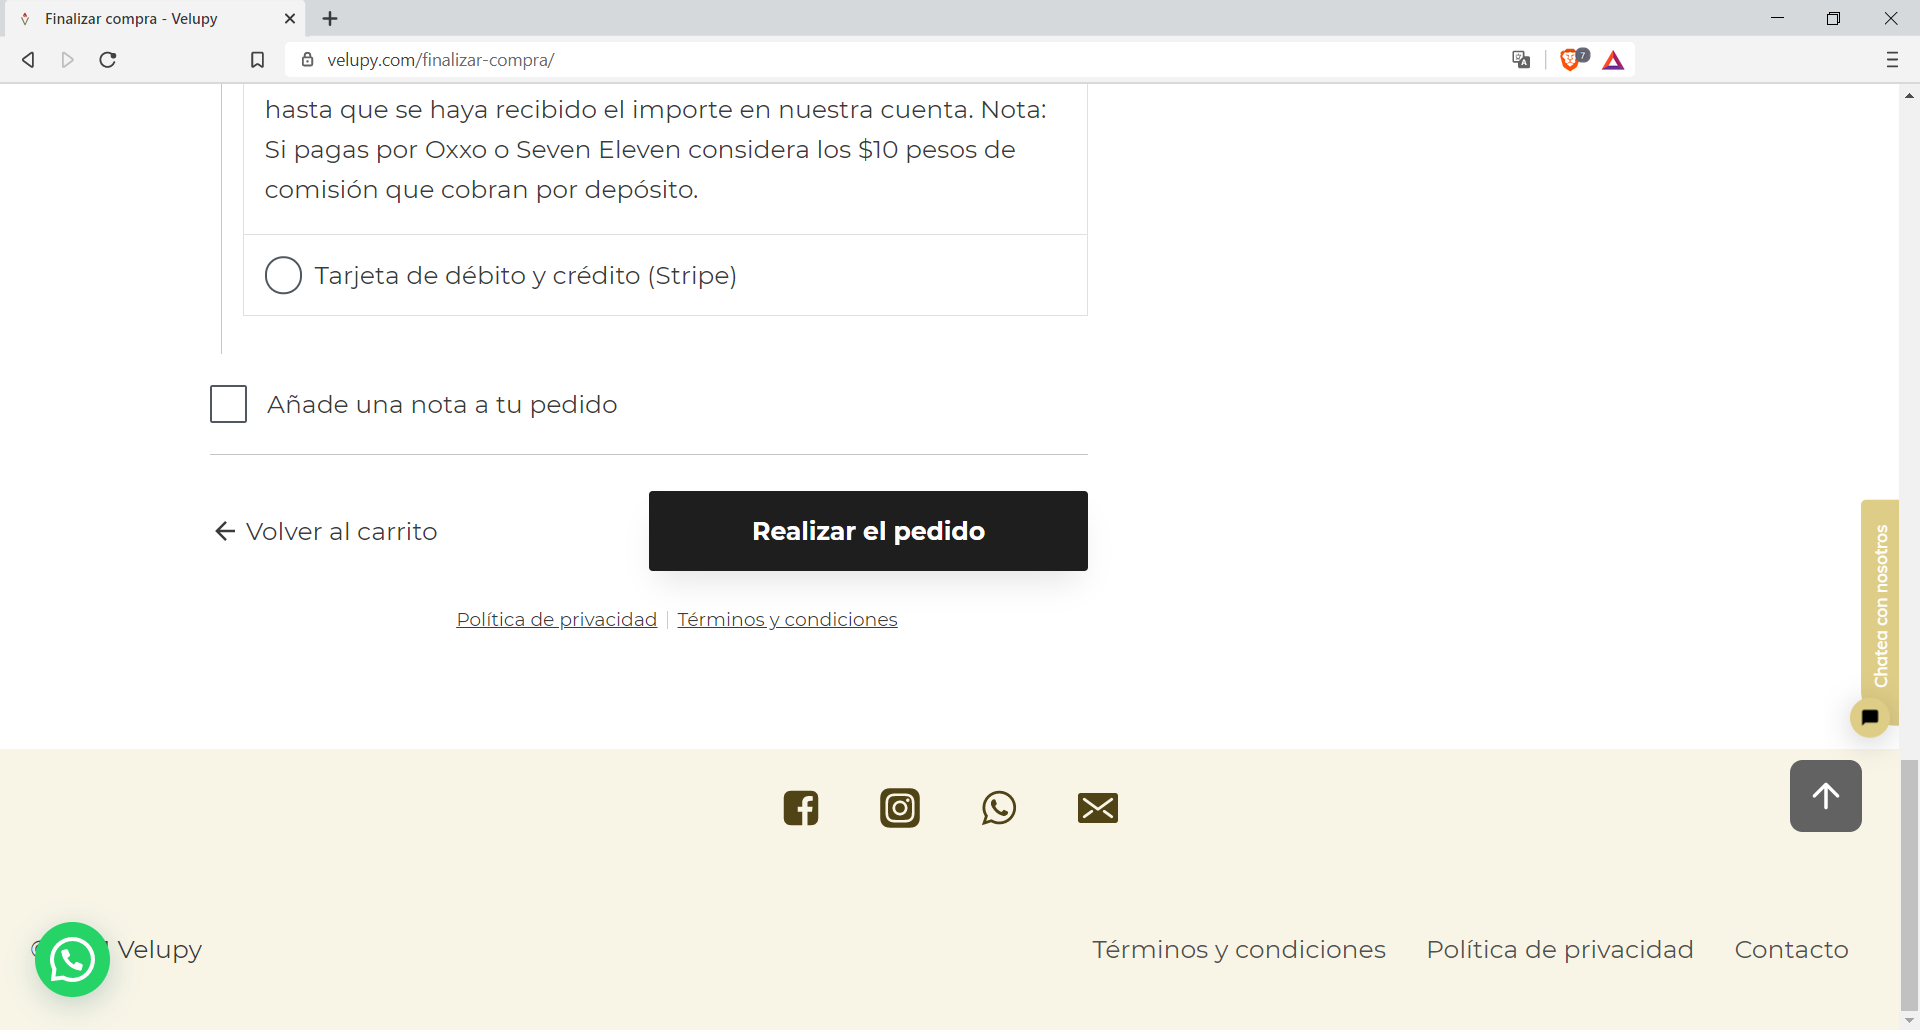 Finalizar compra - Velupy
velupy.com/finalizar-compra/
7
hasta que se haya recibido el importe en nuestra cuenta. Nota:
Si pagas por Oxxo o Seven Eleven considera los $10 pesos de
comisión que cobran por depósito.
Tarjeta de débito y crédito (Stripe)
Añade una nota a tu pedido
Volver al carrito
Realizar el pedido
Política de privacidad
Términos y condiciones
Chatea con nosotros
Velupy
Términos y condiciones
Política de privacidad
Contacto